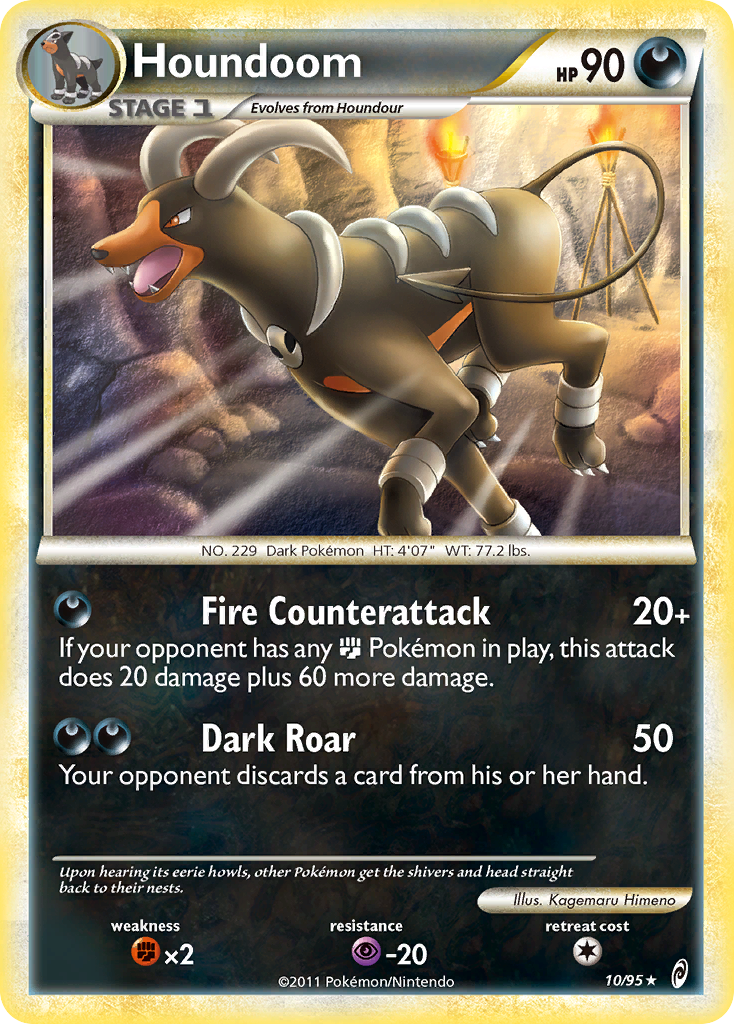 Houndoom
HP 90
STAGE 1
Evolves from Houndour
NO. 229 Dark Pokémon HT: 4'07" WT: 77.2 lbs.
Fire Counterattack 20+
If your opponent has any Pokémon in play, this attack
does 20 damage plus 60 more damage.
Dark Roar 50
Your opponent discards a card from his or her hand.
Upon hearing its eerie howls, other Pokémon get the shivers and head straight
back to their nests.
Illus. Kagemaru Himeno
weakness resistance retreat cost
×2 -20
©2011 Pokémon/Nintendo
10/95★